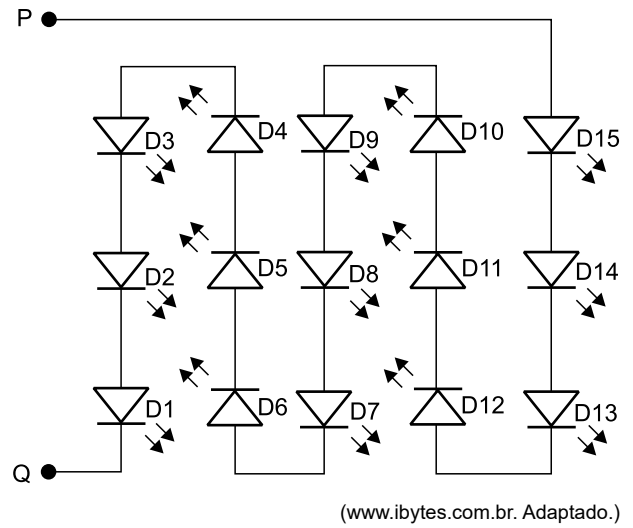 P
D3 D4 D9 D10 D15
D2 D5 D8 D11 D14
D1 D6 D7 D12 D13
Q
(www.ibytes.com.br. Adaptado.)